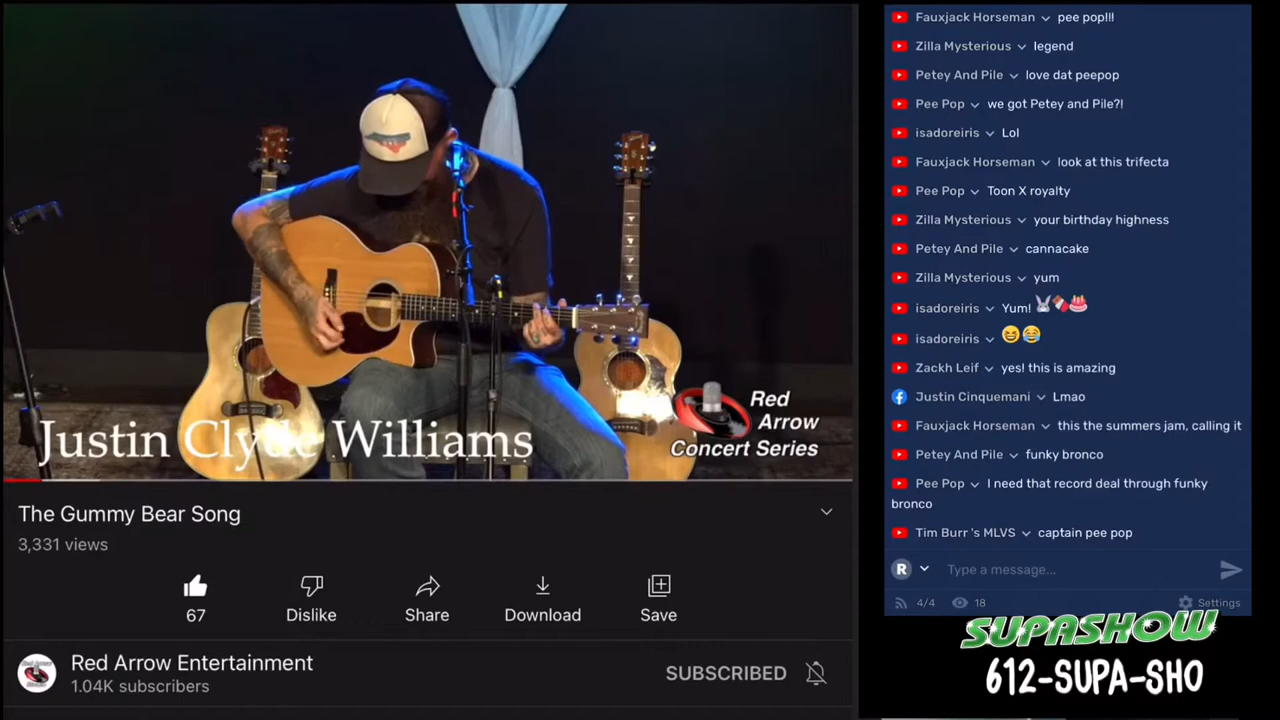 Justin Clyde Williams
Red
Arrow
Concert Series
The Gummy Bear Song
3,331 views
67
Dislike
Share
Download
Save
Red Arrow Entertainment
1.04K subscribers
SUBSCRIBED
Fauxjack Horseman pee pop!!!
Zilla Mysterious legend
Petey And Pile love dat peepop
Pee Pop we got Petey and Pile?!
isadoreiris Lol
Fauxjack Horseman look at this trifecta
Pee Pop Toon X royalty
Zilla Mysterious your birthday highness
Petey And Pile cannacake
Zilla Mysterious yum
isadoreiris Yum! 🐰🍫🎂
isadoreiris 😆😂
Zackh Leif yes! this is amazing
Justin Cinquemani Lmao
Fauxjack Horseman this the summers jam, calling it
Petey And Pile funky bronco
Pee Pop I need that record deal through funky
bronco
Tim Burr 's MLVS captain pee pop
R Type a message...
4/4 18 Settings
SUPASHOW
612-SUPA-SHO